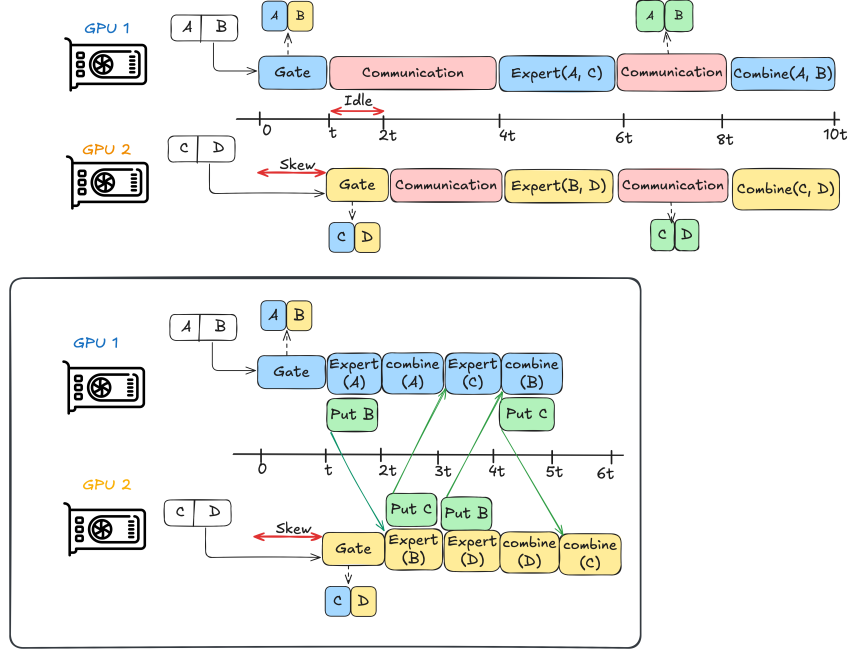 A B
GPU 1
A B
A B
Gate
Communication
Expert(A, C)
Communication
Combine(A, B)
Idle
0
t
2t
4t
6t
8t
10t
GPU 2
C D
Skew
Gate
Communication
Expert(B, D)
Communication
Combine(C, D)
C D
C D
A B
GPU 1
A B
Gate
Expert
(A)
combine
(A)
Expert
(C)
combine
(B)
Put B
Put C
0
t
2t
3t
4t
5t
6t
GPU 2
C D
Put C
Put B
Skew
Gate
Expert
(B)
Expert
(D)
combine
(D)
combine
(C)
C D